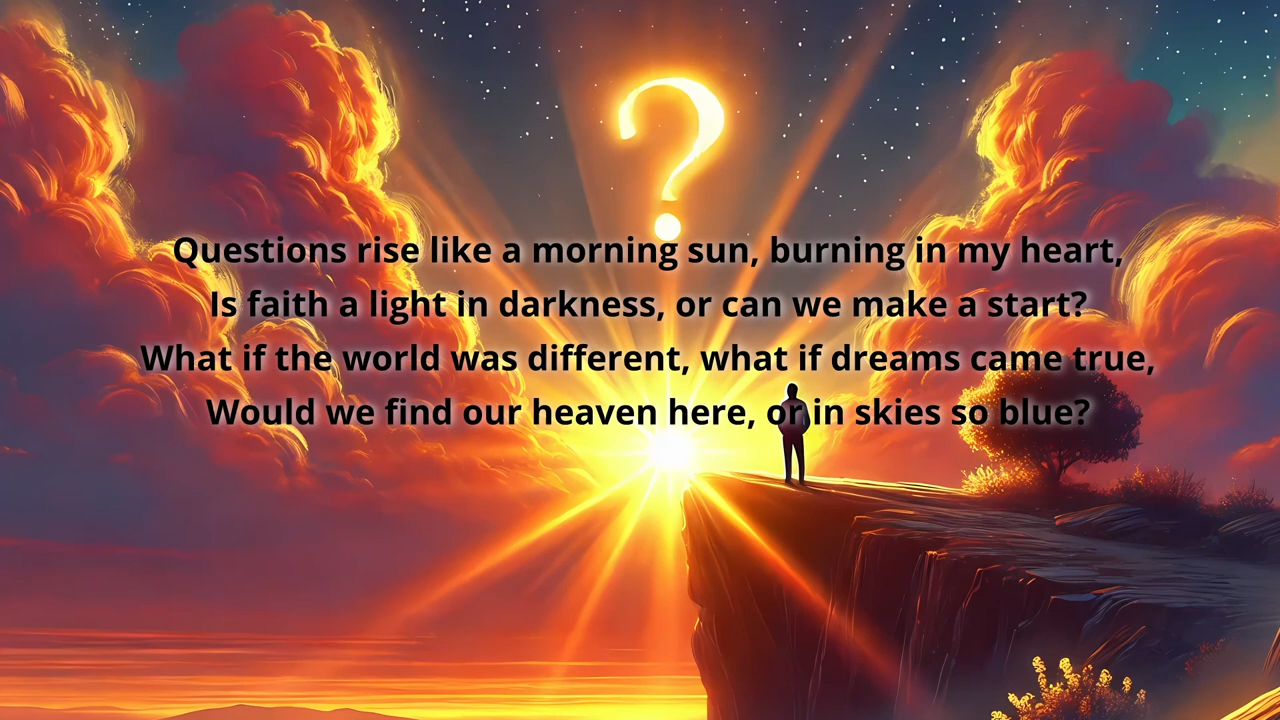 ?
Questions rise like a morning sun, burning in my heart,
Is faith a light in darkness, or can we make a start?
What if the world was different, what if dreams came true,
Would we find our heaven here, or in skies so blue?